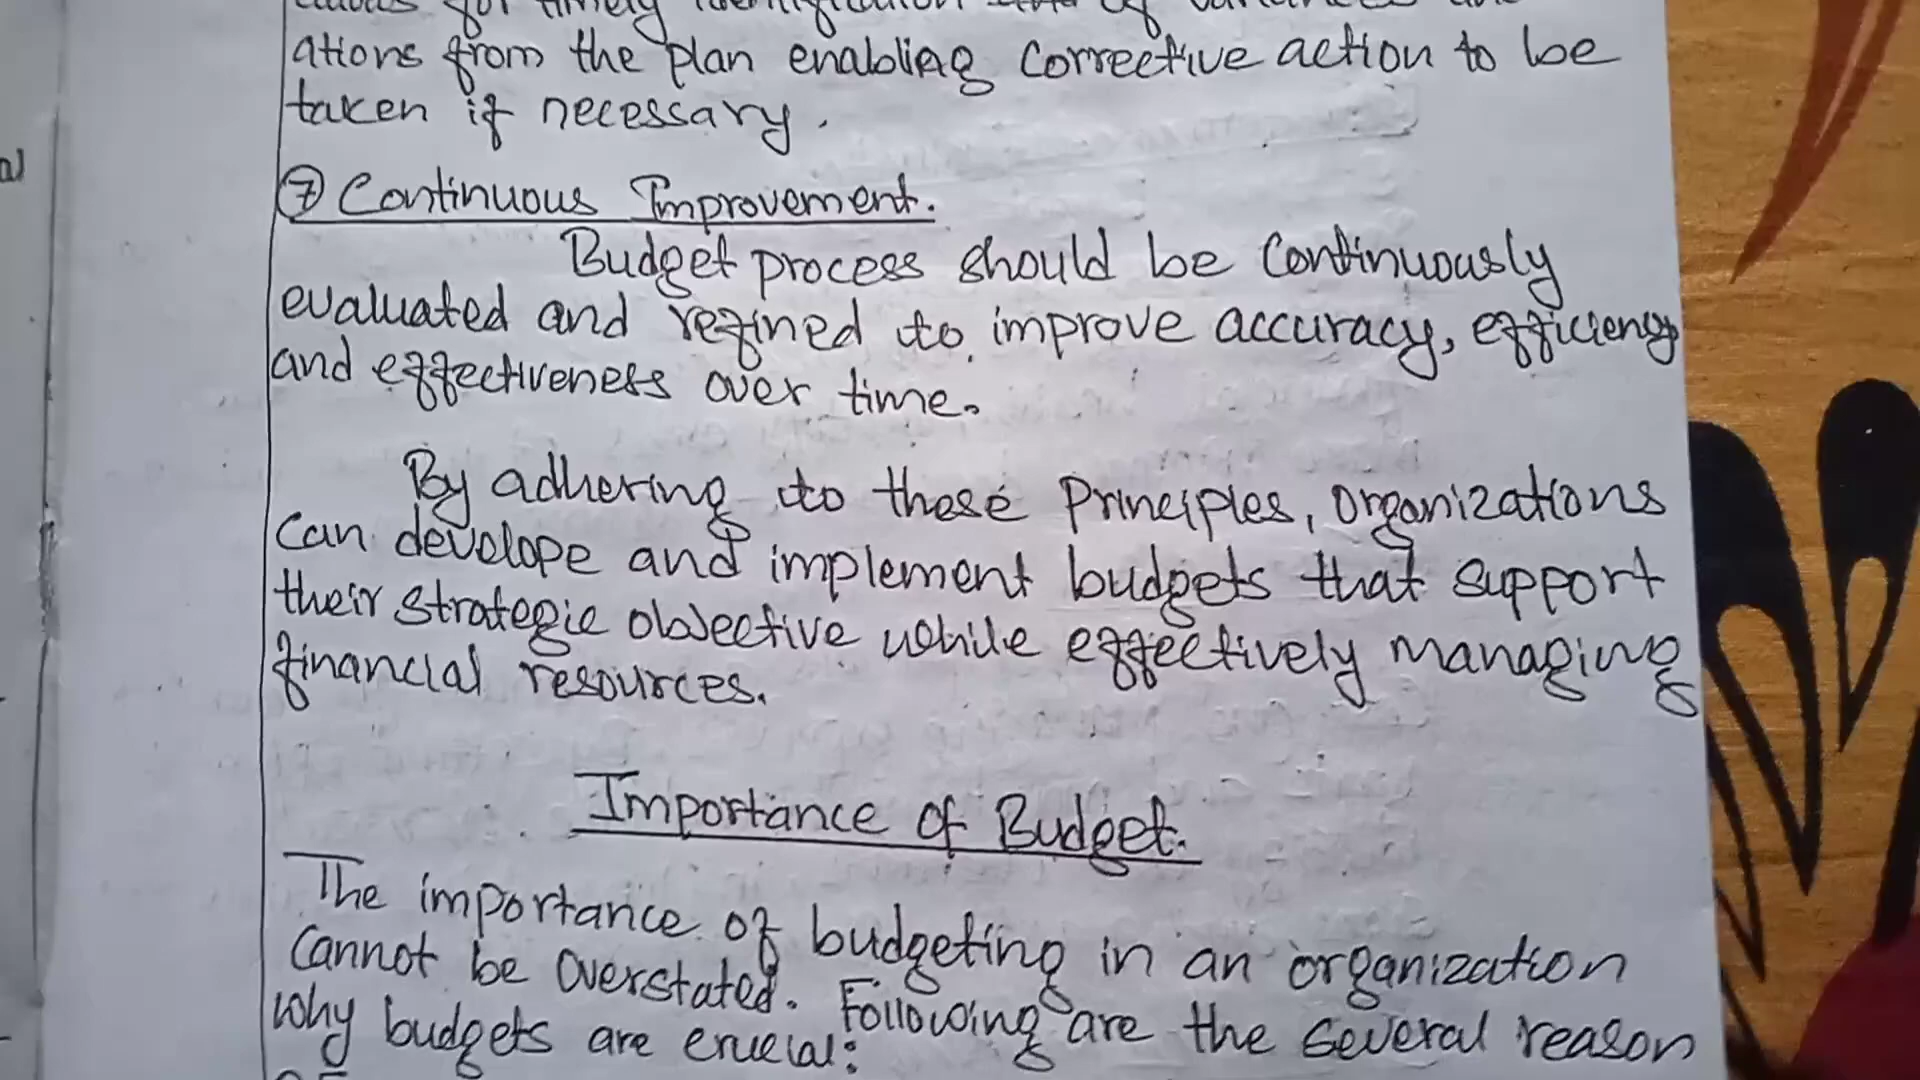 for timely identification
ations from the plan enabling corrective action to be
taken if necessary.
⑦ Continuous Improvement.
Budget process should be continuously
evaluated and refined to improve accuracy, efficiency
and effectiveness over time.
By adhering to these principles, organizations
can develope and implement budgets that support
their strategic objective while effectively managing
financial resources.
Importance of Budget.
The importance of budgeting in an organization
cannot be overstated. Following are the several reason
why budgets are crucial: